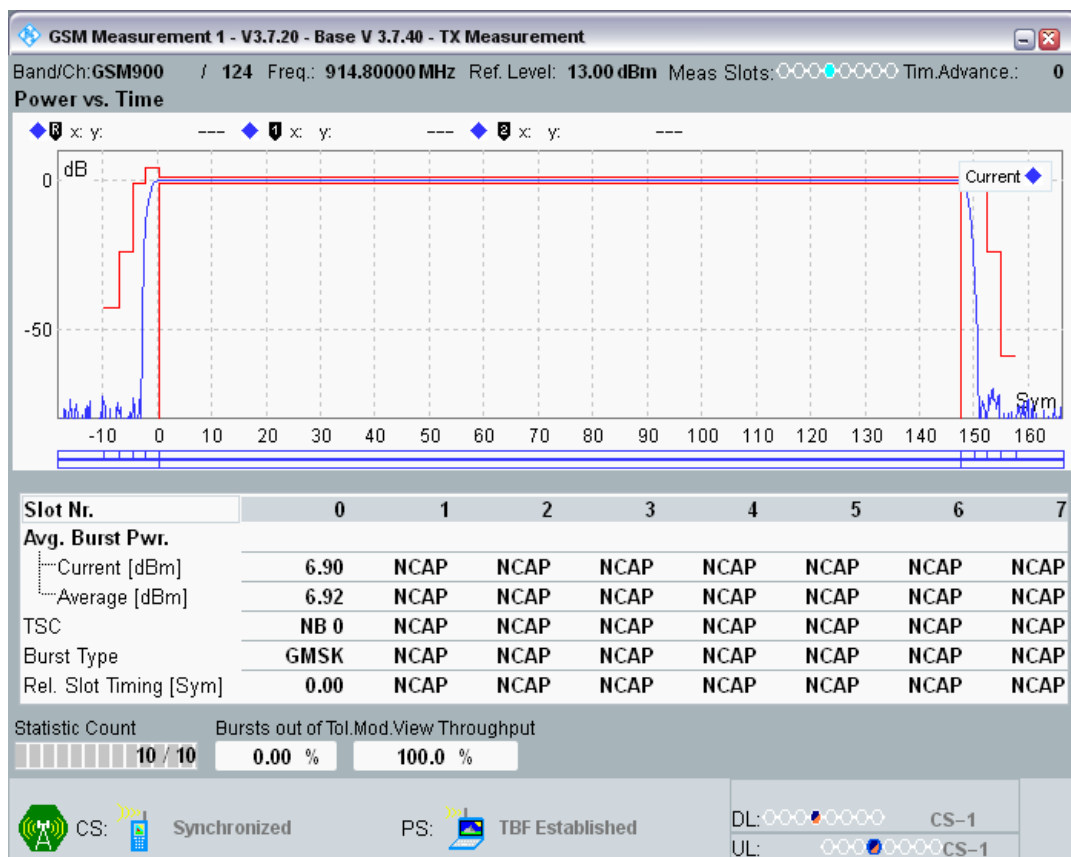 GSM Measurement 1 - V3.7.20 - Base V 3.7.40 - TX Measurement
Band/Ch:GSM900 / 124 Freq.: 914.80000 MHz Ref. Level: 13.00 dBm Meas Slots: Tim.Advance.: 0
Power vs. Time
R x: y: --- 1 x: y: --- 2 x: y: ---
dB
Current
0
-50
Sym
-10 0 10 20 30 40 50 60 70 80 90 100 110 120 130 140 150 160
Slot Nr. 0 1 2 3 4 5 6 7
Avg. Burst Pwr.
Current [dBm] 6.90 NCAP NCAP NCAP NCAP NCAP NCAP NCAP
Average [dBm] 6.92 NCAP NCAP NCAP NCAP NCAP NCAP NCAP
TSC NB 0 NCAP NCAP NCAP NCAP NCAP NCAP NCAP
Burst Type GMSK NCAP NCAP NCAP NCAP NCAP NCAP NCAP
Rel. Slot Timing [Sym] 0.00 NCAP NCAP NCAP NCAP NCAP NCAP NCAP
Statistic Count Bursts out of Tol. Mod.View Throughput
10 / 10 0.00 % 100.0 %
CS: Synchronized PS: TBF Established DL: CS-1
UL: CS-1